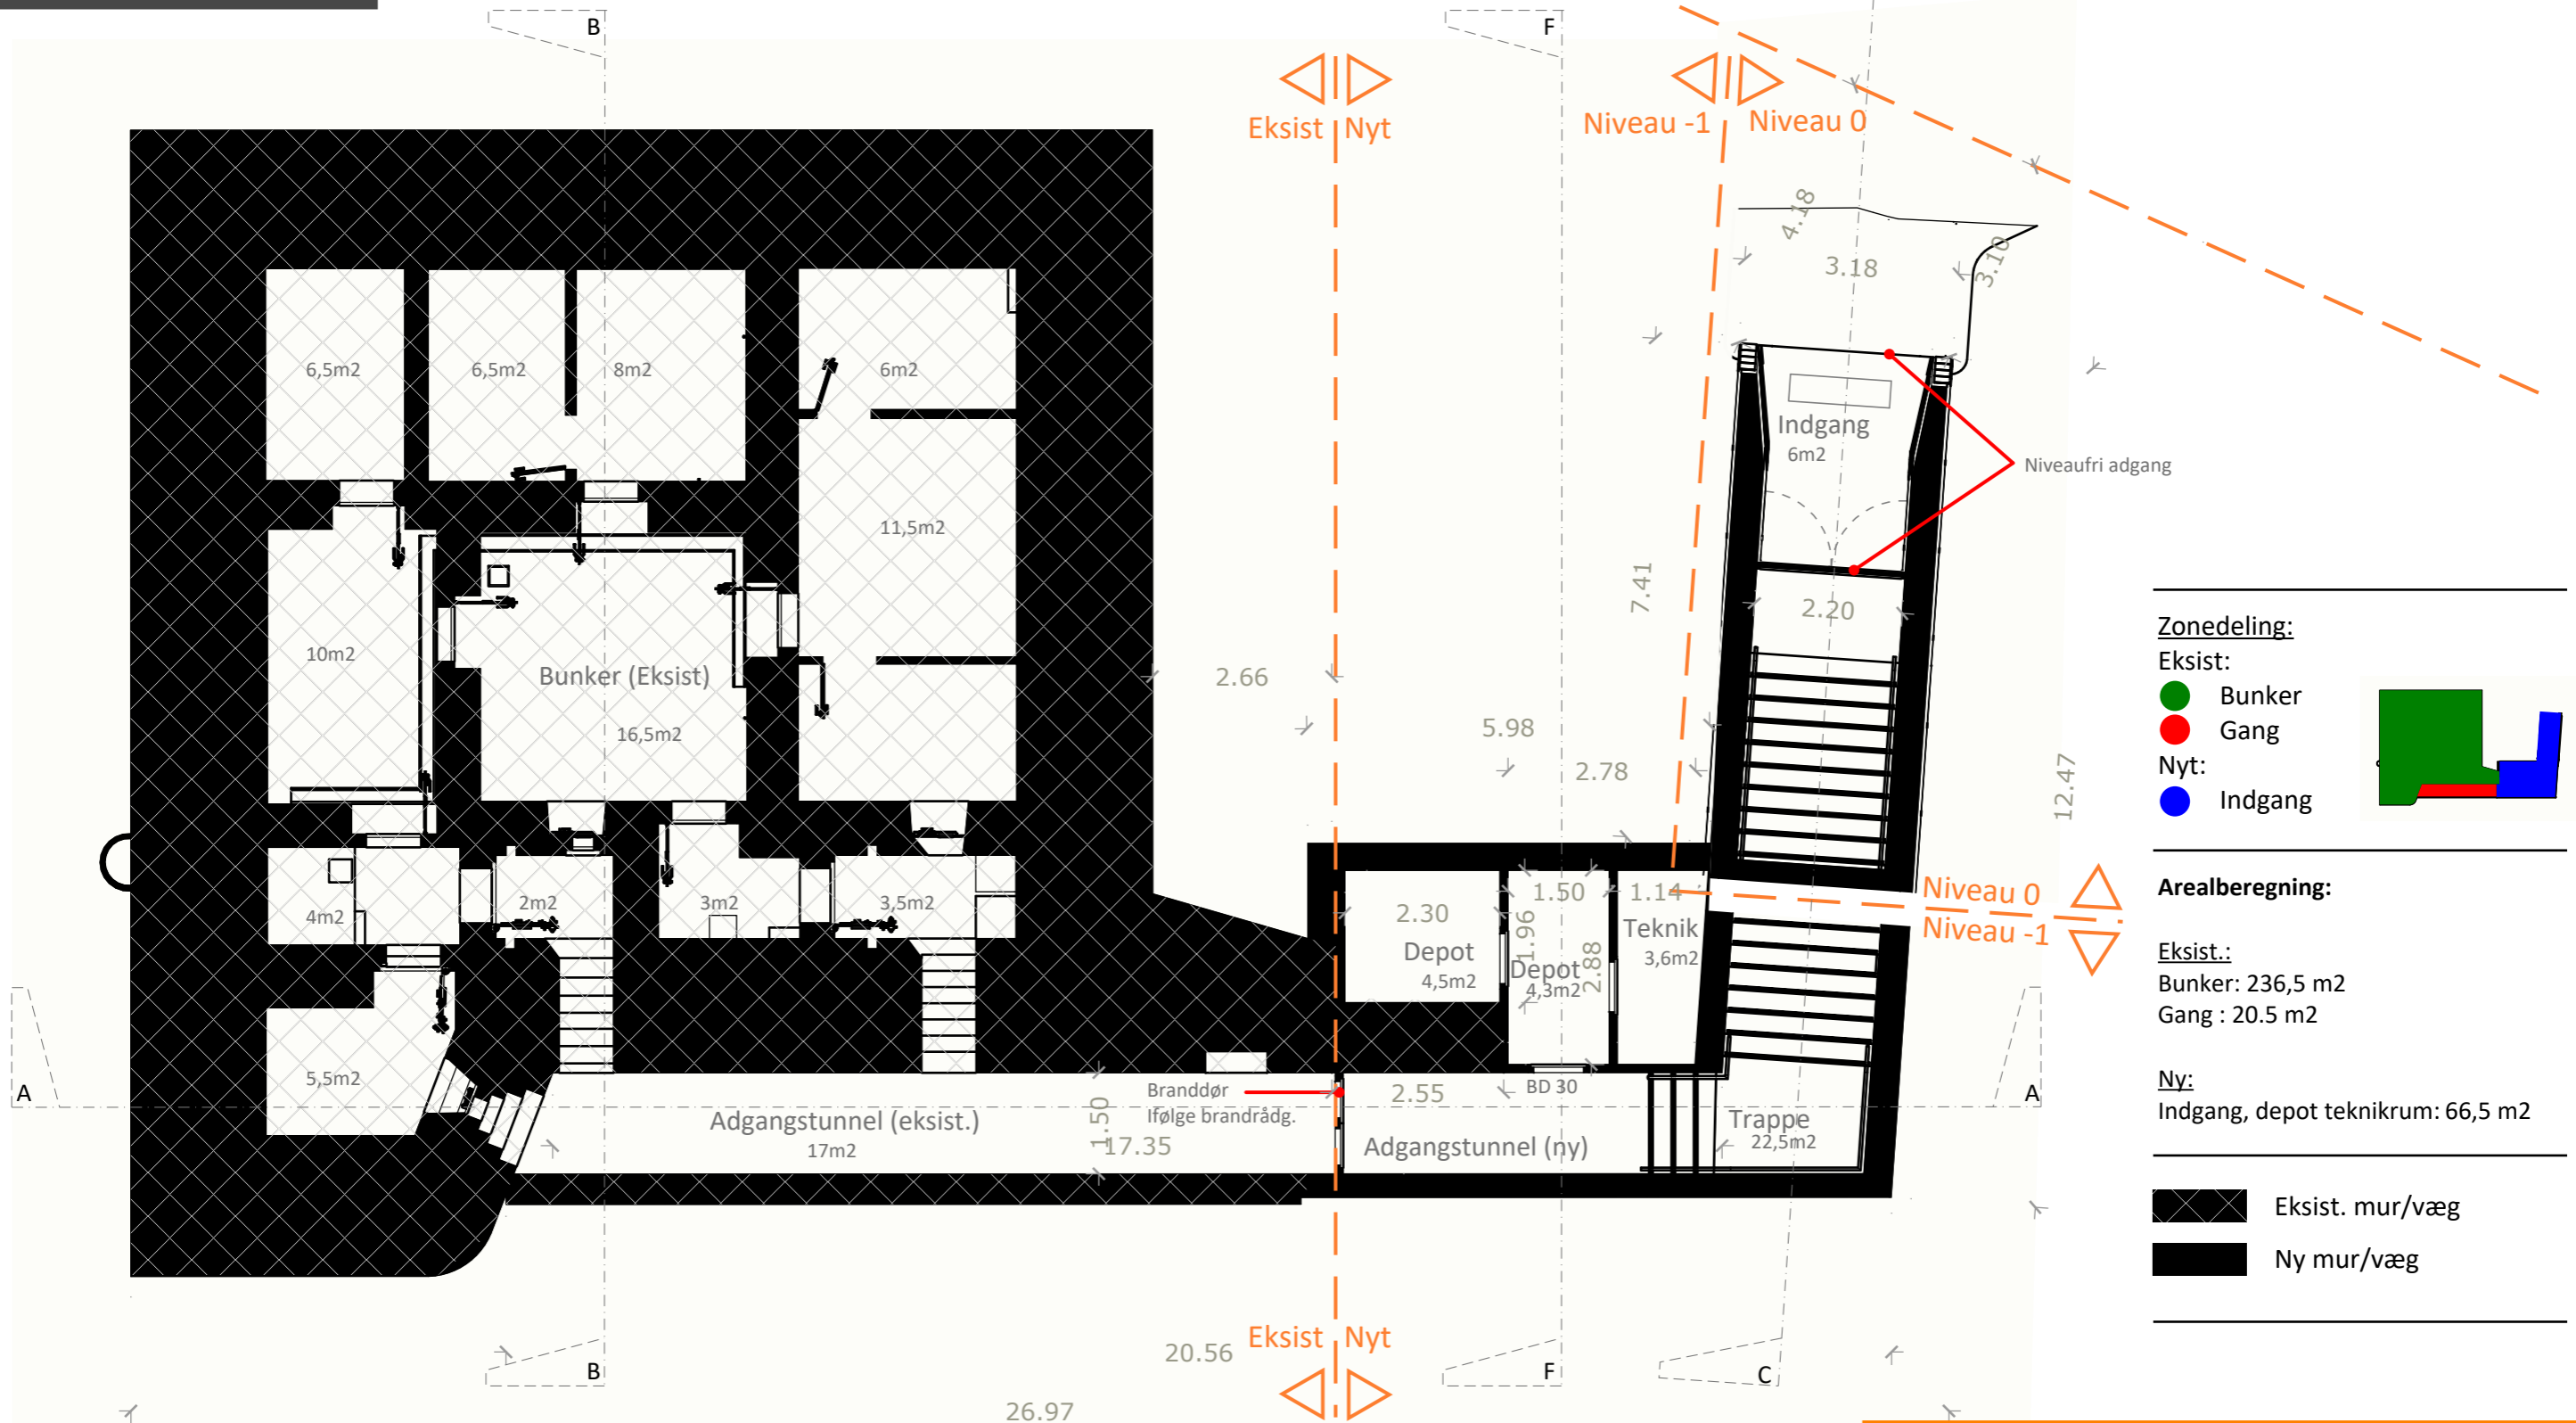 B
F
Eksist
Nyt
Niveau -1
Niveau 0
4.18
3.18
3.10
6,5m2
6,5m2
8m2
6m2
Indgang
6m2
Niveaufri adgang
11,5m2
7.41
2.20
10m2
Bunker (Eksist)
16,5m2
2.66
5.98
2.78
12.47
4m2
2m2
3m2
3,5m2
2.30
Depot
4,5m2
1.50
1.96
Depot
4,3m2
2.88
1.14
Teknik
3,6m2
Niveau 0
Niveau -1
5,5m2
A
Adgangstunnel (eksist.)
17m2
1.50
17.35
Branddør
Ifølge brandrådg.
2.55
BD 30
Adgangstunnel (ny)
Trappe
22,5m2
A
20.56
Eksist
Nyt
B
F
C
26.97
Zonedeling:
Eksist:
Bunker
Gang
Nyt:
Indgang
Arealberegning:
Eksist.:
Bunker: 236,5 m2
Gang : 20.5 m2
Ny:
Indgang, depot teknikrum: 66,5 m2
Eksist. mur/væg
Ny mur/væg